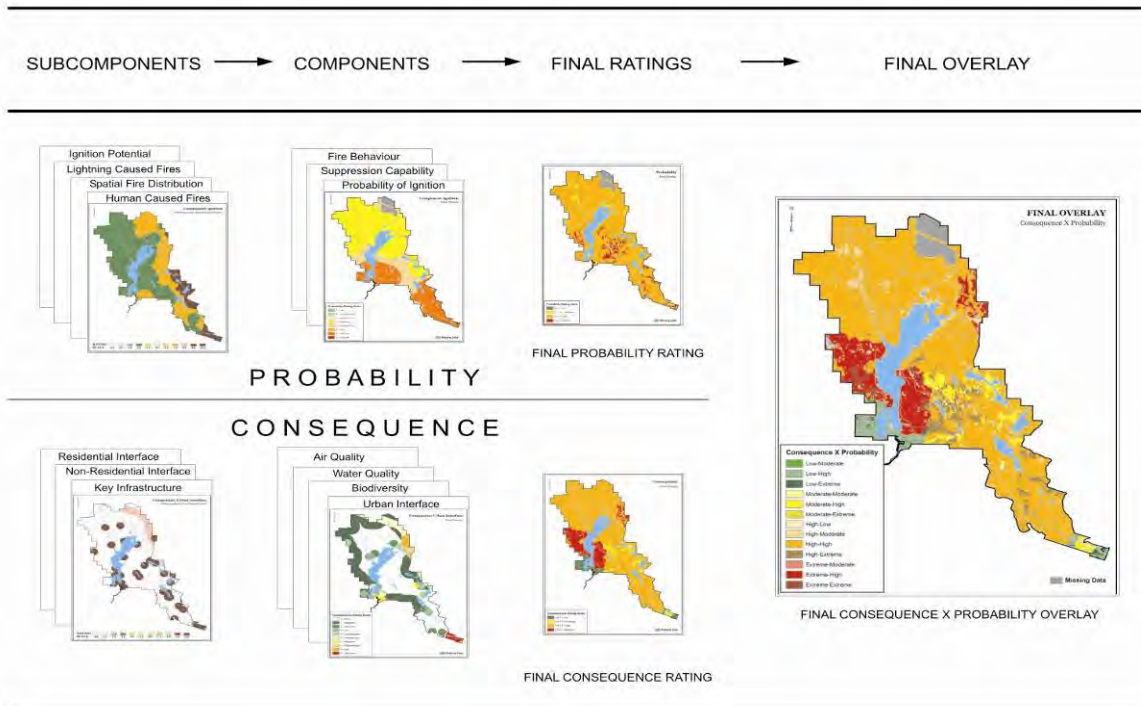 SUBCOMPONENTS
COMPONENTS
FINAL RATINGS
FINAL OVERLAY
Ignition Potential
Lightning Caused Fires
Spatial Fire Distribution
Human Caused Fires
Fire Behaviour
Suppression Capability
Probability of Ignition
Probability
FINAL PROBABILITY RATING
PROBABILITY
CONSEQUENCE
Residential Interface
Non-Residential Interface
Key Infrastructure
Air Quality
Water Quality
Biodiversity
Urban Interface
FINAL CONSEQUENCE RATING
FINAL OVERLAY
Consequence X Probability
Consequence X Probability
Low-Moderate
Low-High
Low-Extreme
Moderate-Moderate
Moderate-High
Moderate-Extreme
High-Low
High-Moderate
High-High
High-Extreme
Extreme-Moderate
Extreme-High
Extreme-Extreme
Missing Data
FINAL CONSEQUENCE X PROBABILITY OVERLAY